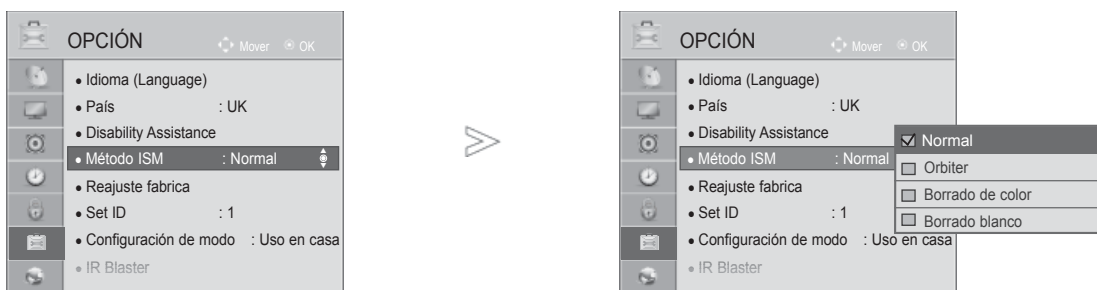 OPCIÓN Mover OK
• Idioma (Language)
• País : UK
• Disability Assistance
• Método ISM : Normal
• Reajuste fabrica
• Set ID : 1
• Configuración de modo : Uso en casa
• IR Blaster
OPCIÓN Mover OK
• Idioma (Language)
• País : UK
• Disability Assistance
• Método ISM : Normal
• Reajuste fabrica
• Set ID : 1
• Configuración de modo : Uso en casa
• IR Blaster
Normal
Orbiter
Borrado de color
Borrado blanco